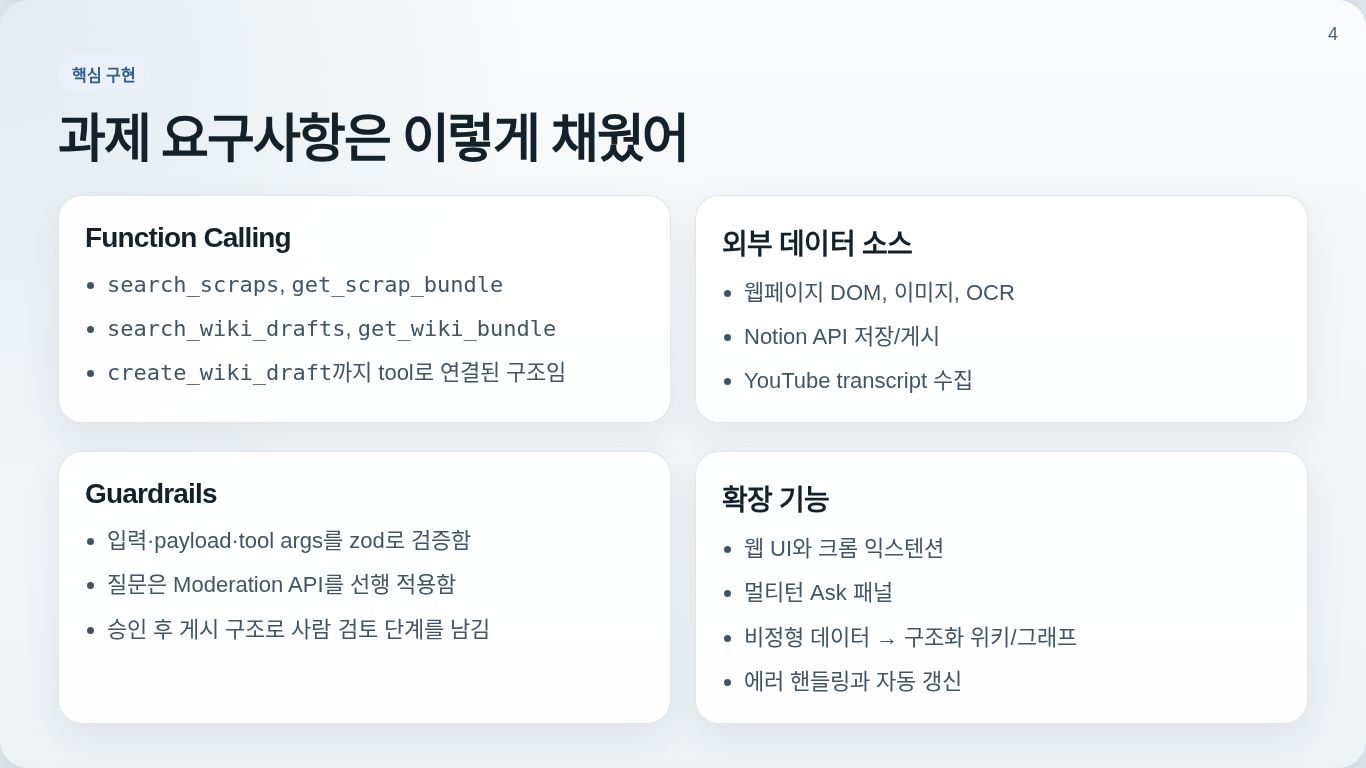 4
핵심 구현
과제 요구사항은 이렇게 채웠어
Function Calling
• search_scraps, get_scrap_bundle
• search_wiki_drafts, get_wiki_bundle
• create_wiki_draft까지 tool로 연결된 구조임
외부 데이터 소스
• 웹페이지 DOM, 이미지, OCR
• Notion API 저장/게시
• YouTube transcript 수집
Guardrails
• 입력·payload·tool args를 zod로 검증함
• 질문은 Moderation API를 선행 적용함
• 승인 후 게시 구조로 사람 검토 단계를 남김
확장 기능
• 웹 UI와 크롬 익스텐션
• 멀티턴 Ask 패널
• 비정형 데이터 → 구조화 위키/그래프
• 에러 핸들링과 자동 갱신